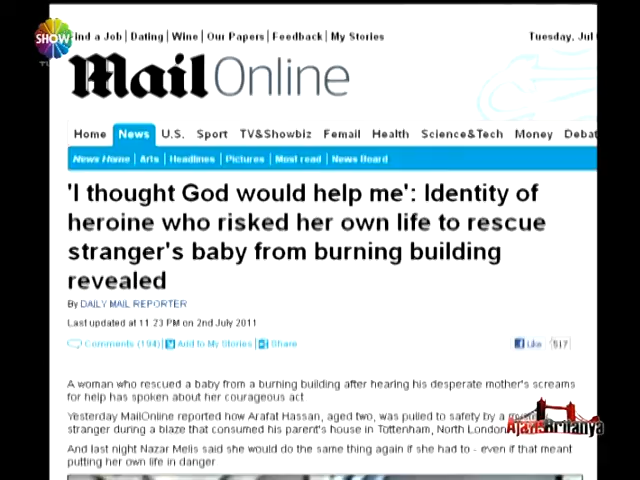 SHOW
Find a Job | Dating | Wine | Our Papers | Feedback | My Stories
Tuesday, Jul
Mail Online
Home News U.S. Sport TV&Showbiz Femail Health Science&Tech Money Debat
News Home | Arts | Headlines | Pictures | Most read | News Board
'I thought God would help me': Identity of
heroine who risked her own life to rescue
stranger's baby from burning building
revealed
By DAILY MAIL REPORTER
Last updated at 11:23 PM on 2nd July 2011
Comments (194) Add to My Stories Share
Like 517
A woman who rescued a baby from a burning building after hearing his desperate mother's screams
for help has spoken about her courageous act
Yesterday MailOnline reported how Arafat Hassan, aged two, was pulled to safety by a
stranger during a blaze that consumed his parent's house in Tottenham, North London
Ajans Britanya
And last night Nazar Melis said she would do the same thing again if she had to - even if that meant
putting her own life in danger